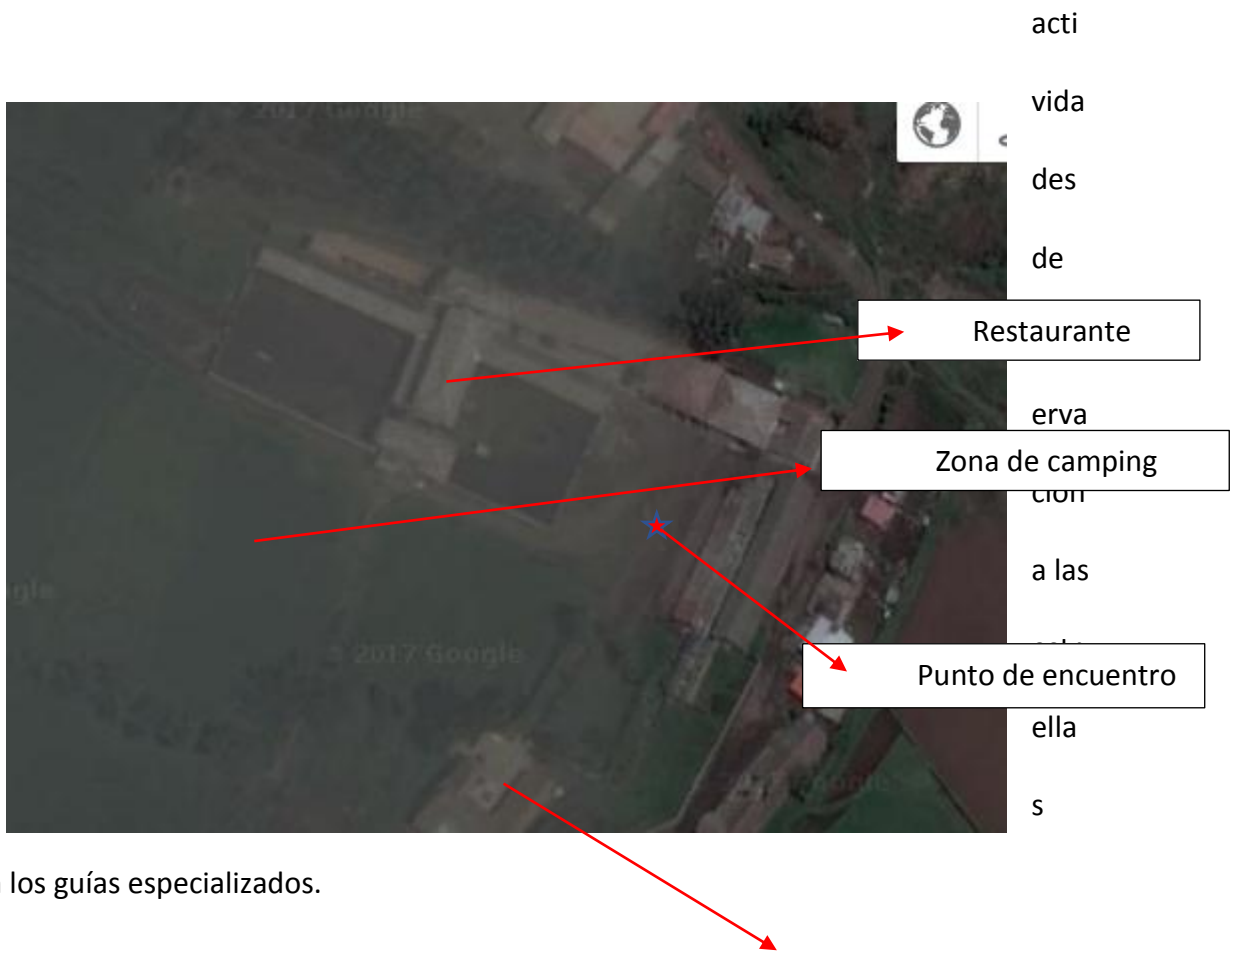 acti
vida
des
de
Restaurante
erva
Zona de camping
ción
a las
Punto de encuentro
ella
s
2017 Google
© 2017 Google
los guías especializados.